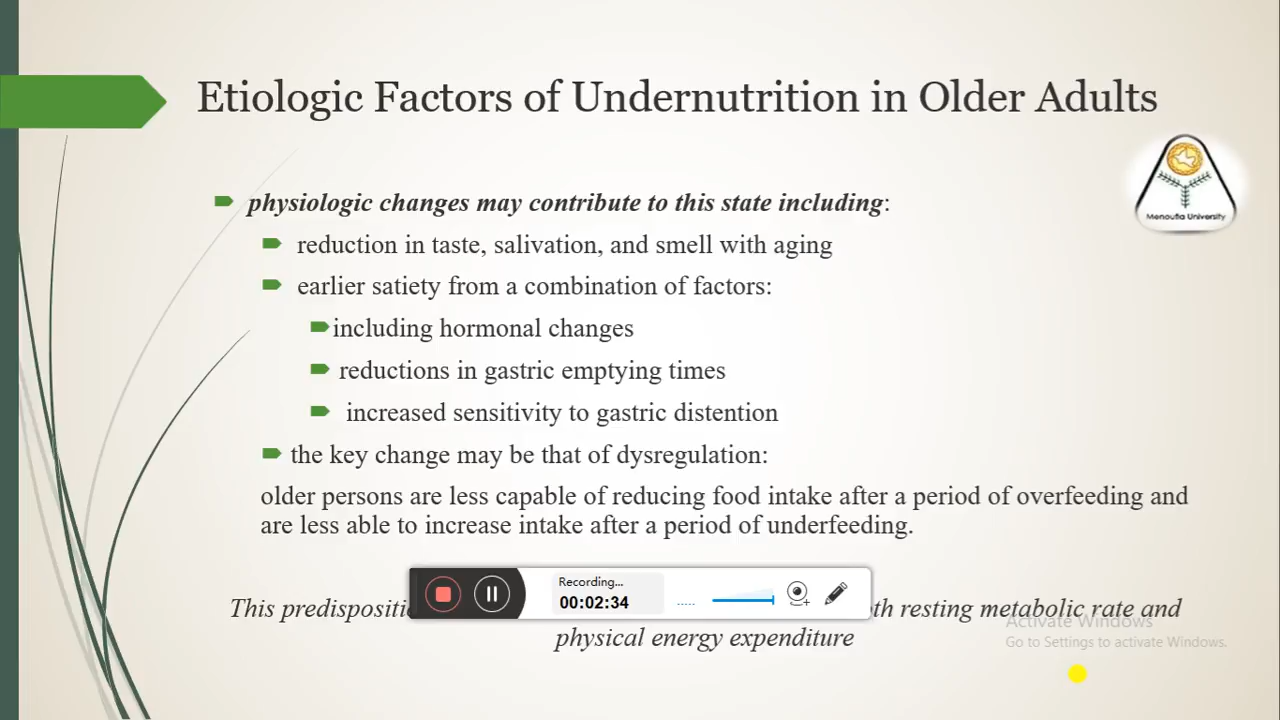 Etiologic Factors of Undernutrition in Older Adults
Menoufia University
physiologic changes may contribute to this state including:
reduction in taste, salivation, and smell with aging
earlier satiety from a combination of factors:
including hormonal changes
reductions in gastric emptying times
increased sensitivity to gastric distention
the key change may be that of dysregulation:
older persons are less capable of reducing food intake after a period of overfeeding and
are less able to increase intake after a period of underfeeding.
Recording...
00:02:34
This resting metabolic rate and
physical energy expenditure
Activate Windows
Go to Settings to activate Windows.